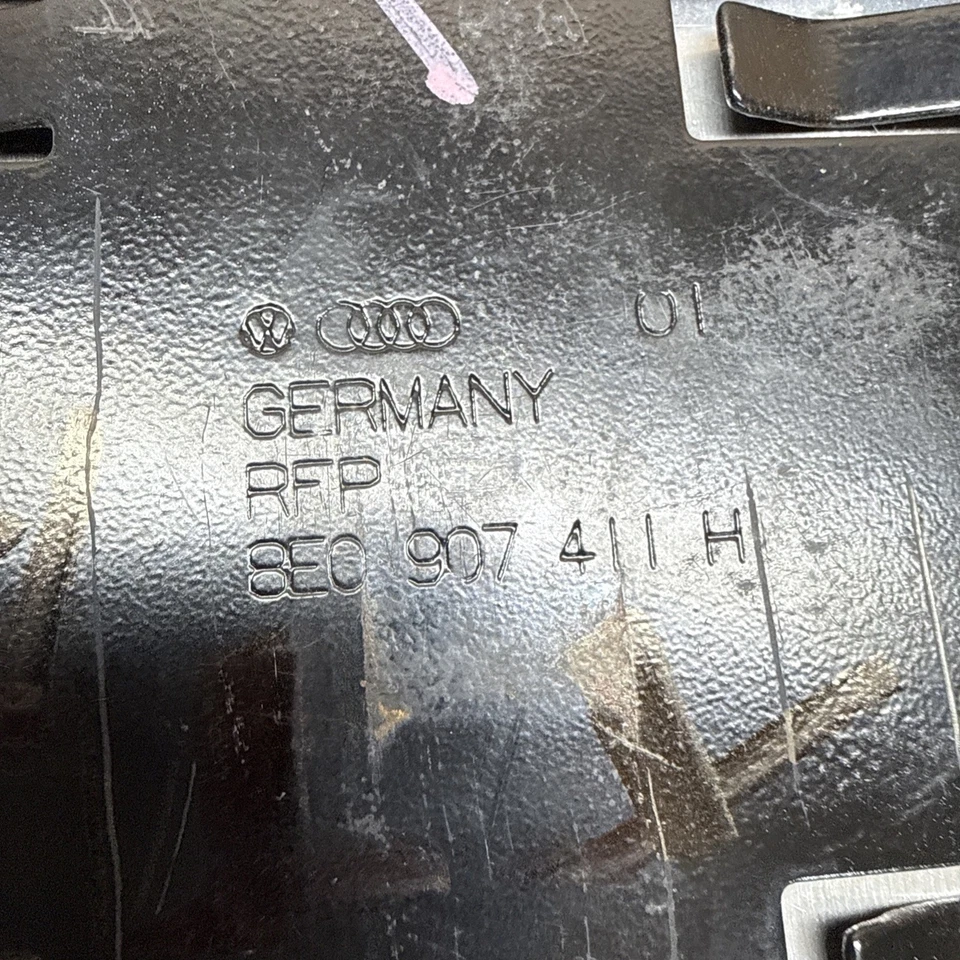 01
GERMANY
RFP
8E0 907 411 H